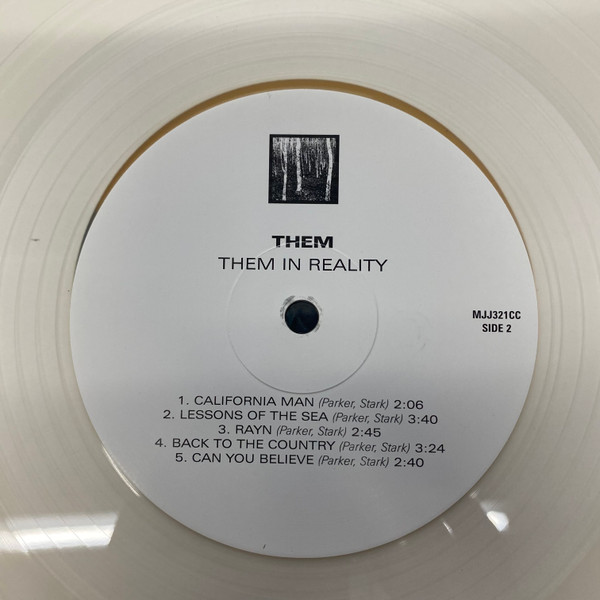 THEM
THEM IN REALITY
MJJ321CC
SIDE 2
1. CALIFORNIA MAN (Parker, Stark) 2:06
2. LESSONS OF THE SEA (Parker, Stark) 3:40
3. RAYN (Parker, Stark) 2:45
4. BACK TO THE COUNTRY (Parker, Stark) 3:24
5. CAN YOU BELIEVE (Parker, Stark) 2:40